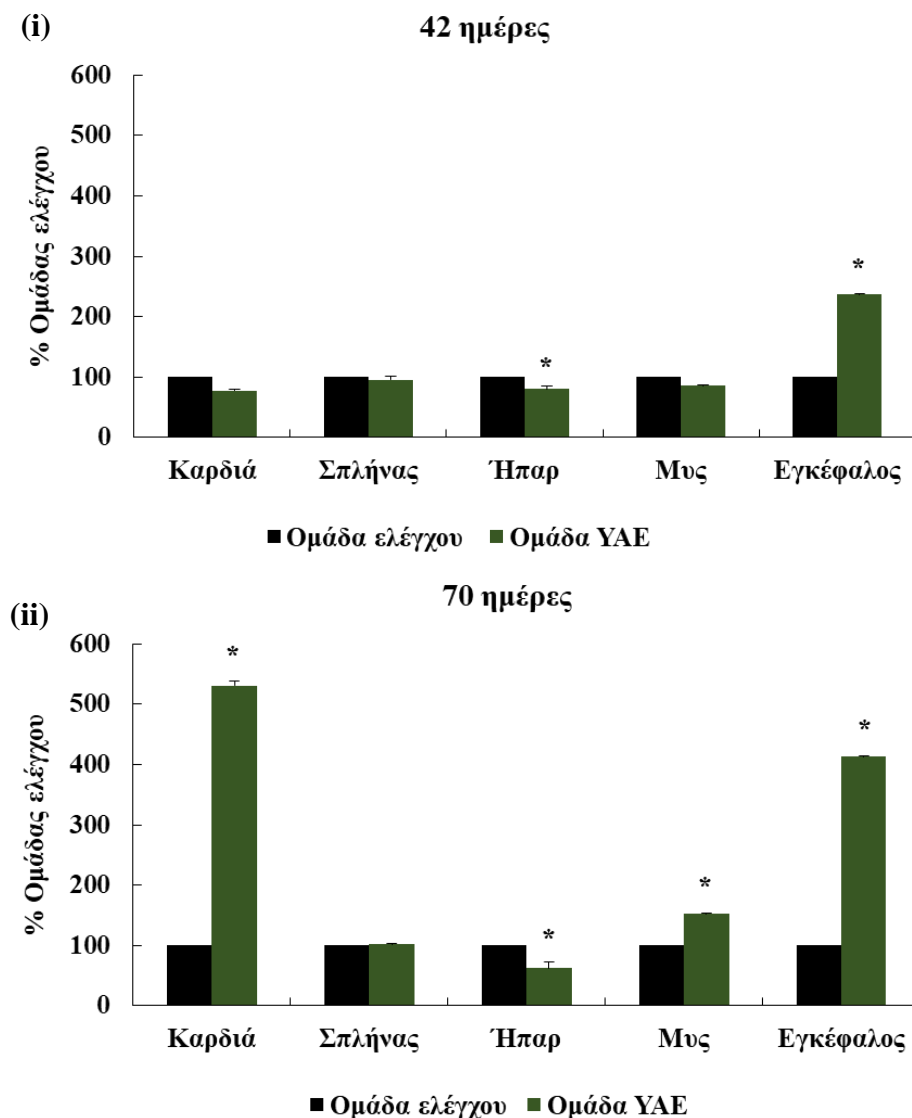 (i)
42 ημέρες
% Ομάδας ελέγχου
600
500
400
300
200
100
0
*
*
Καρδιά Σπλήνας Ήπαρ Μυς Εγκέφαλος
Ομάδα ελέγχου Ομάδα ΥΑΕ
(ii)
70 ημέρες
% Ομάδας ελέγχου
600
500
400
300
200
100
0
*
*
*
*
Καρδιά Σπλήνας Ήπαρ Μυς Εγκέφαλος
Ομάδα ελέγχου Ομάδα ΥΑΕ